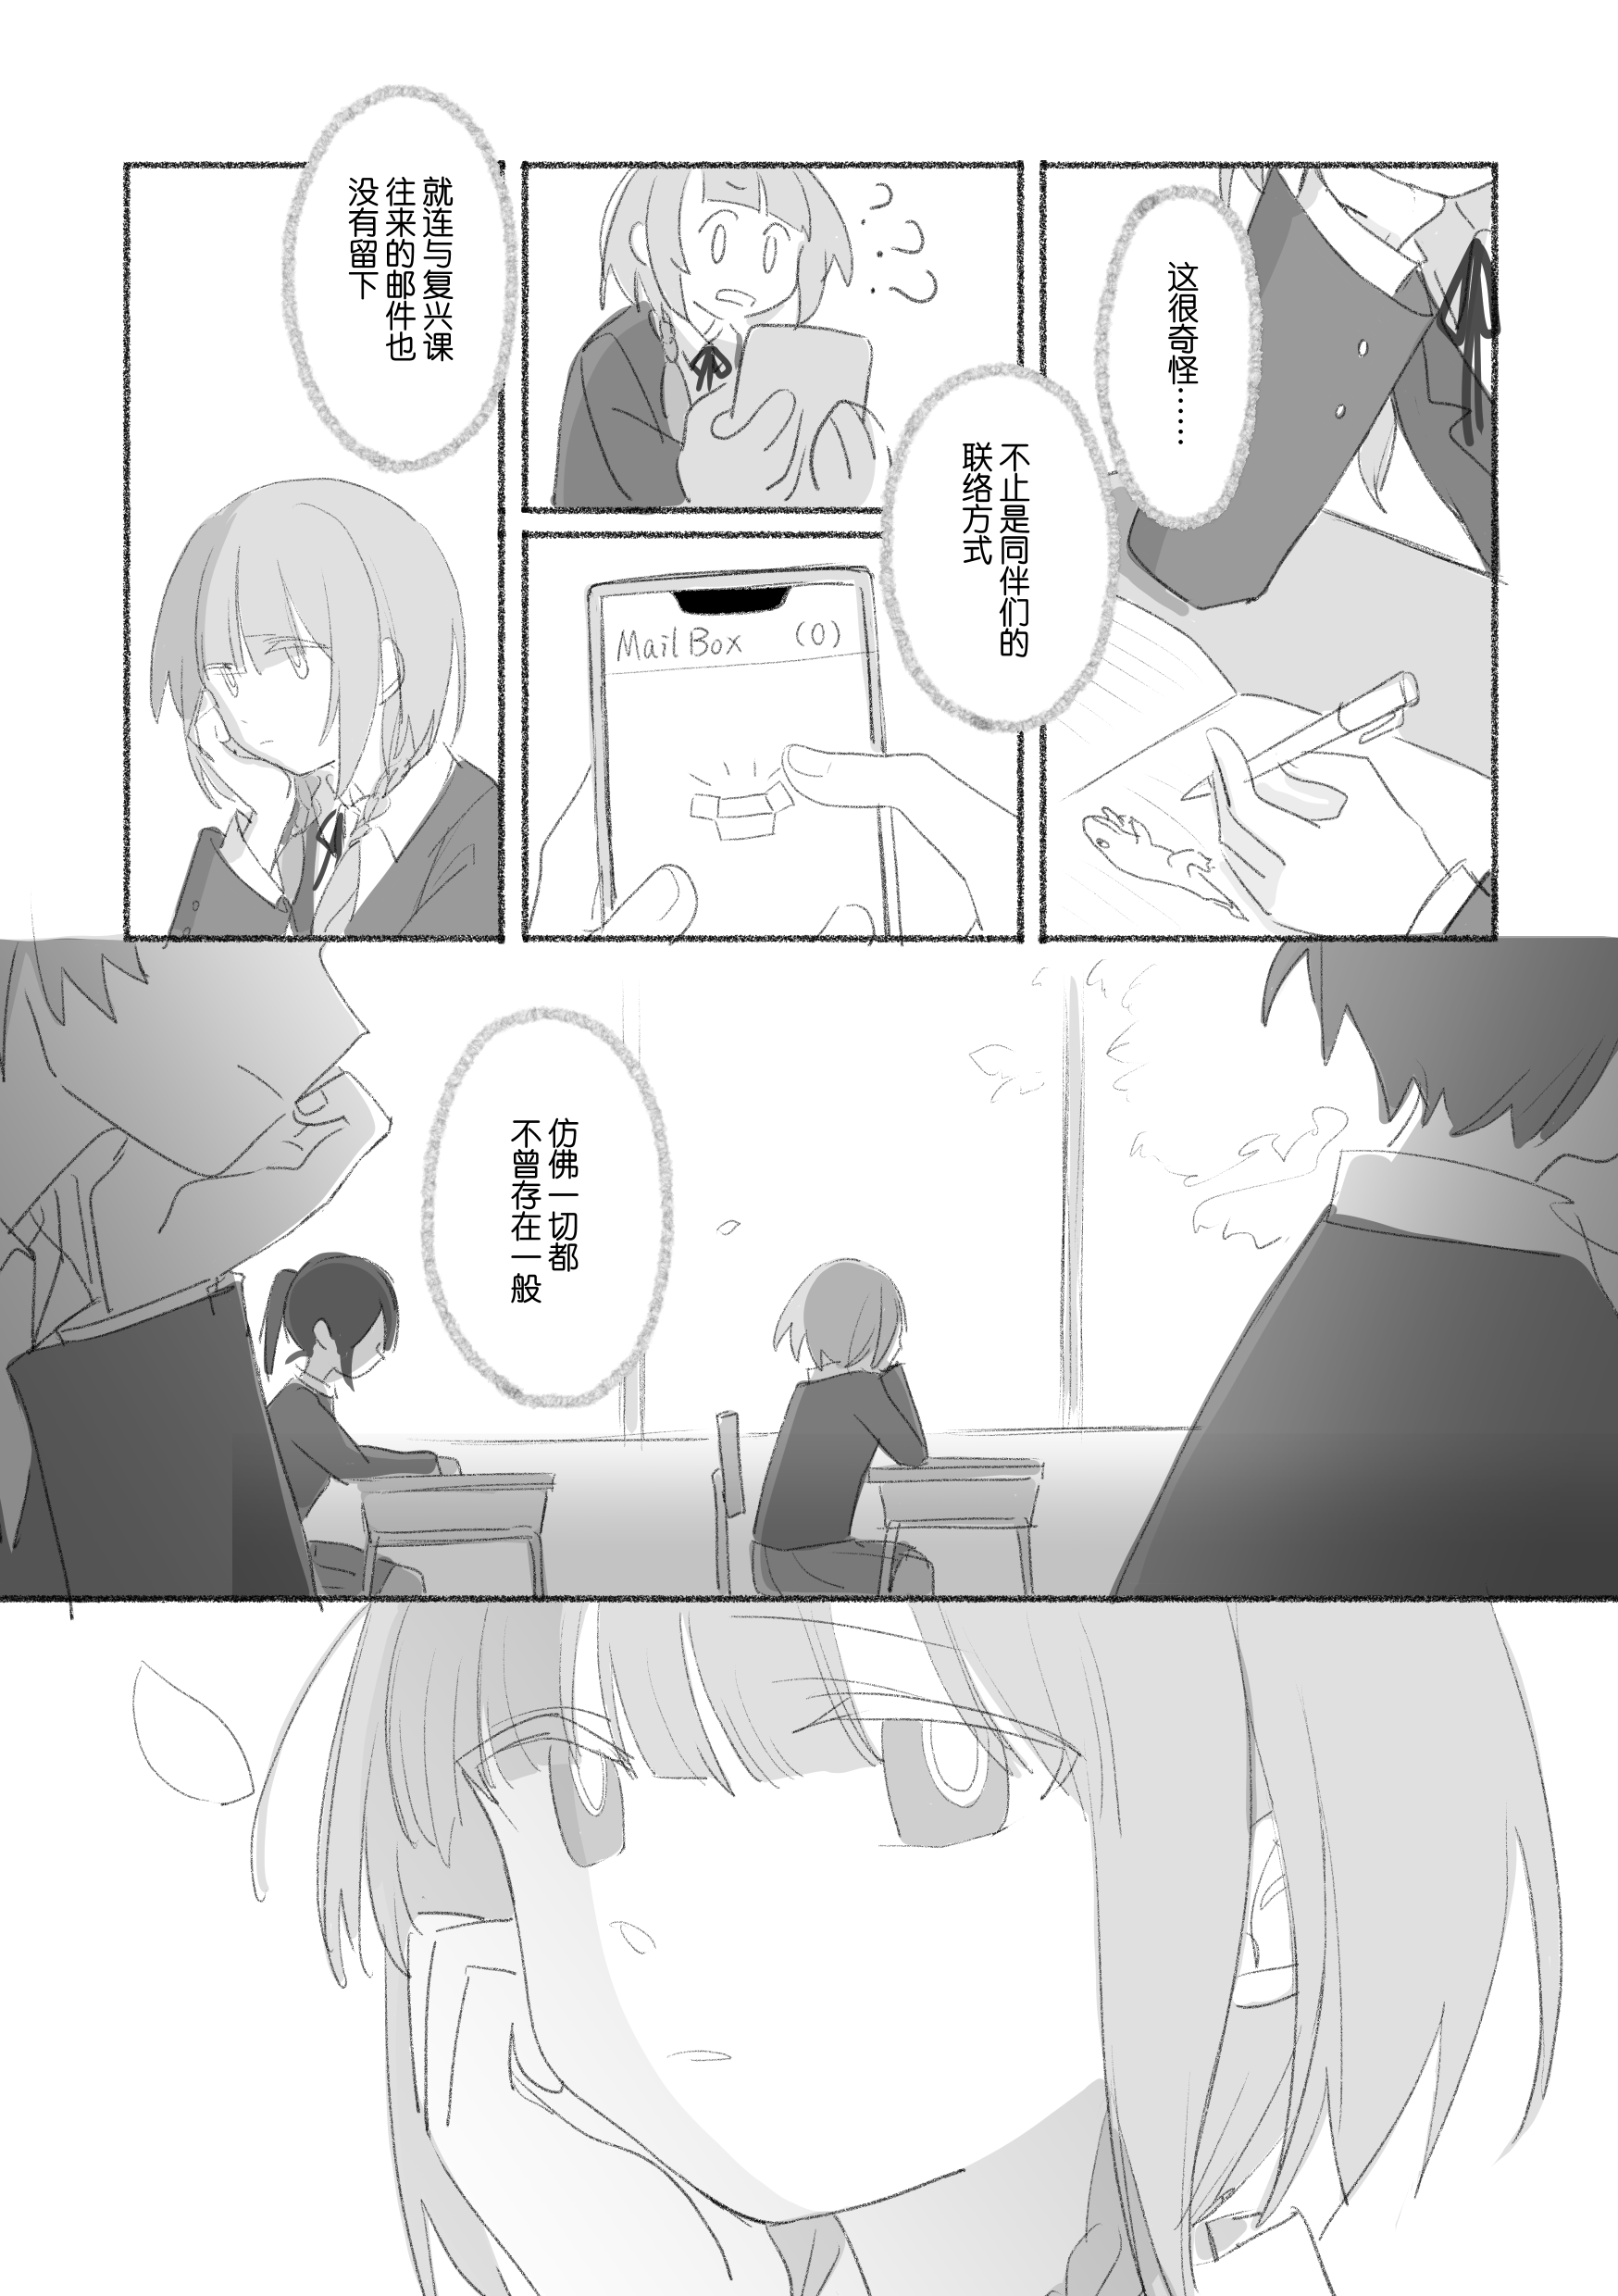 这很奇怪……
???
不止是同伴们的
联络方式
Mail Box (0)
就连与复兴课
往来的邮件也
没有留下
仿佛一切都
不曾存在一般